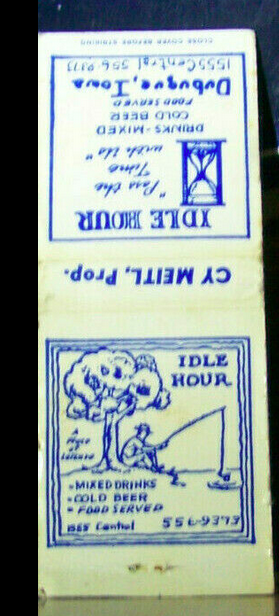 IDLE HOUR
"Pass the
Time
with Us"
DRINKS - MIXED
COLD BEER
FOOD SERVED
Dubuque, Iowa
1555 Central 556-9373
CLOSE COVER BEFORE STRIKING
CY MEITL, Prop.
IDLE
HOUR
A
Place
of
Leisure
• MIXED DRINKS
• COLD BEER
• FOOD SERVED
1555 Central 556-9373